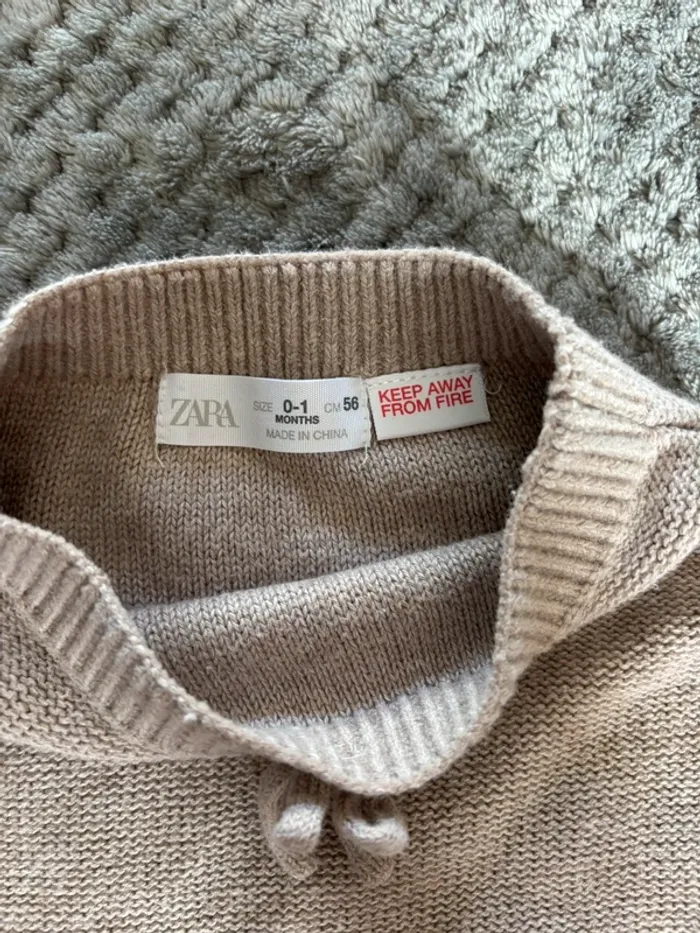 ZARA SIZE 0-1 CM 56
MONTHS
MADE IN CHINA
KEEP AWAY
FROM FIRE